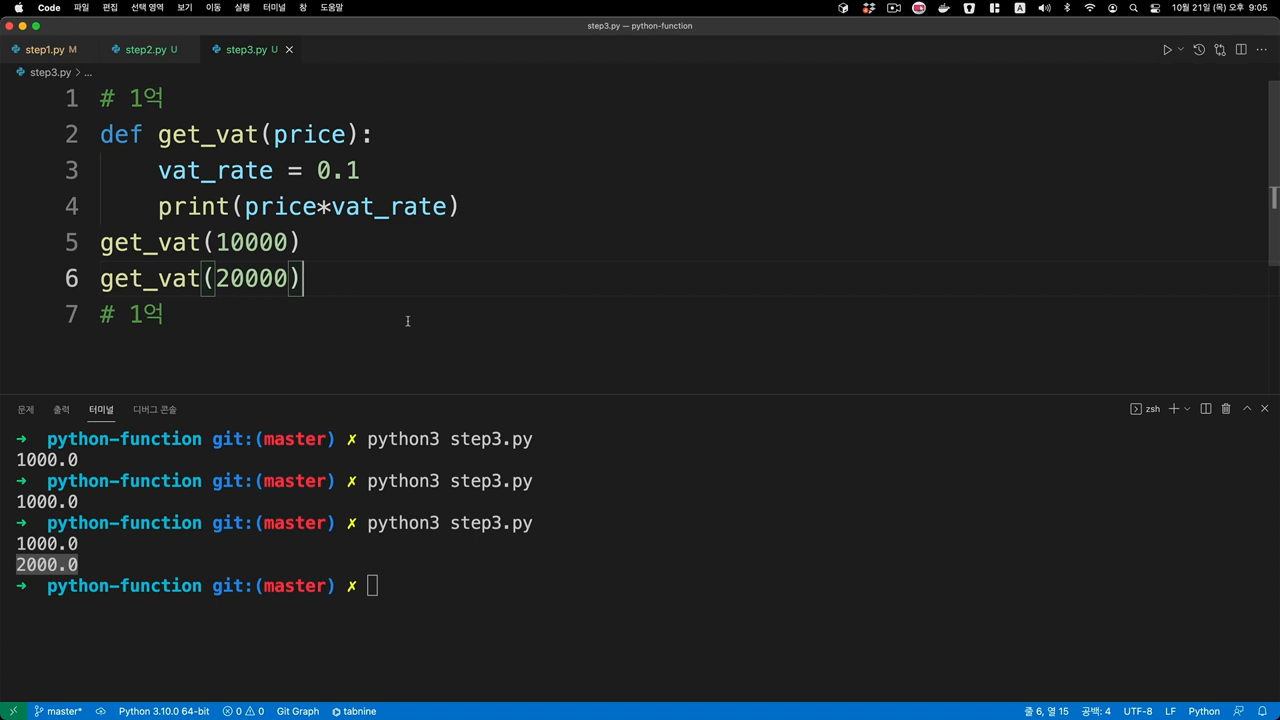 Code 파일 편집 선택 영역 보기 이동 실행 터미널 창 도움말 A 10月 21일 (목) 오후 9:05
step3.py — python-function
step1.py M step2.py U step3.py U
step3.py > ...
1 # 1억
2 def get_vat(price):
3 vat_rate = 0.1
4 print(price*vat_rate)
5 get_vat(10000)
6 get_vat(20000)
7 # 1억
문제 출력 터미널 디버그 콘솔 zsh
→ python-function git:(master) ✗ python3 step3.py
1000.0
→ python-function git:(master) ✗ python3 step3.py
1000.0
→ python-function git:(master) ✗ python3 step3.py
1000.0
2000.0
→ python-function git:(master) ✗
master* Python 3.10.0 64-bit 0 0 Git Graph tabnine 줄 6, 열 15 공백: 4 UTF-8 LF Python